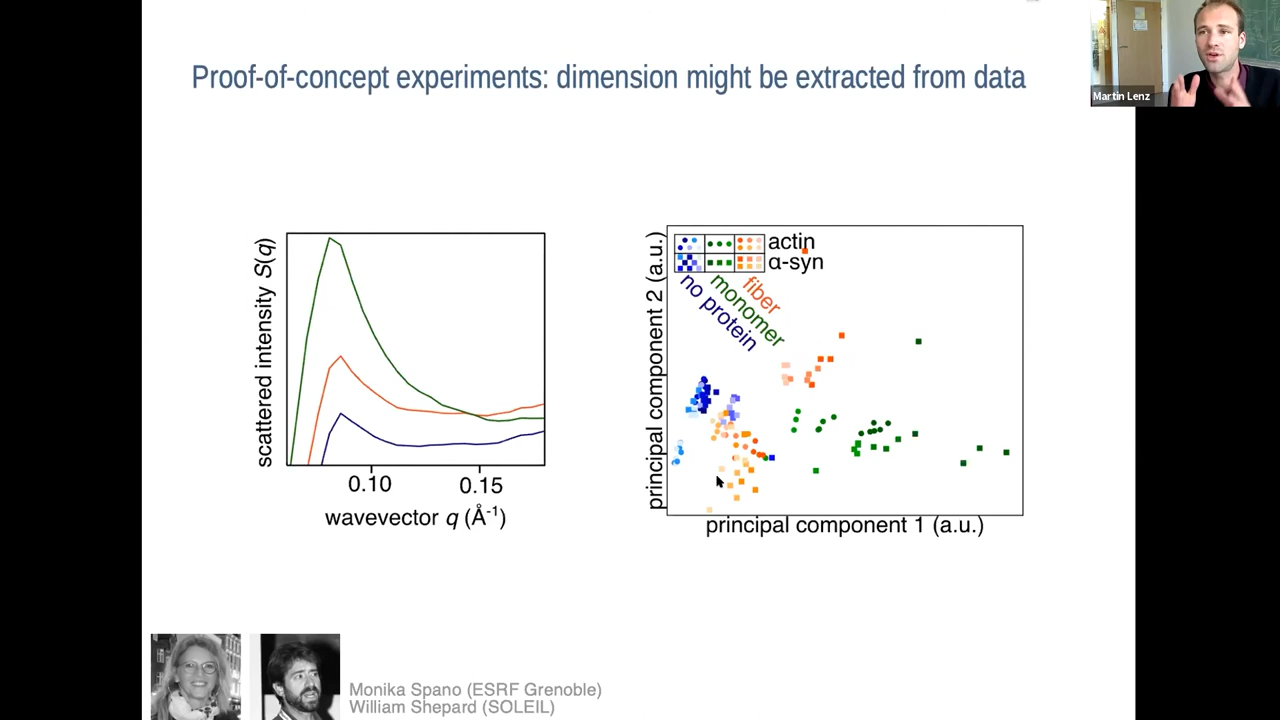 Proof-of-concept experiments: dimension might be extracted from data
Martin Lenz
scattered intensity S(q)
0.10
0.15
wavevector q (Å-1)
principal component 2 (a.u.)
actin
α-syn
no protein
monomer
fiber
principal component 1 (a.u.)
Monika Spano (ESRF Grenoble)
William Shepard (SOLEIL)